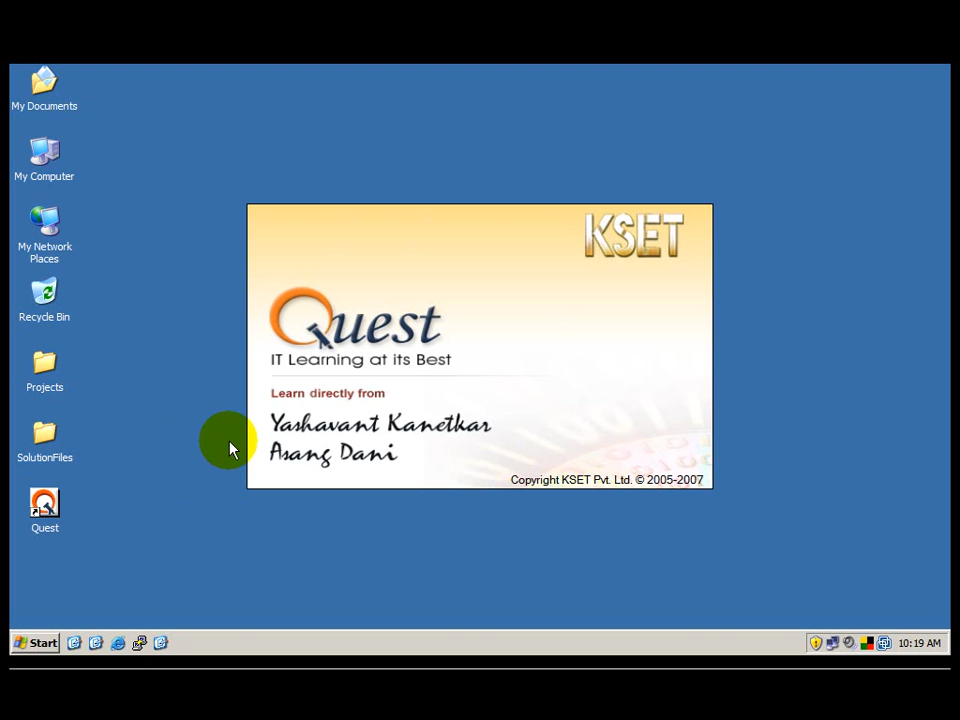 My Documents
My Computer
My Network
Places
Recycle Bin
Projects
SolutionFiles
Quest
KSET
Quest
IT Learning at its Best
Learn directly from
Yashavant Kanetkar
Asang Dani
Copyright KSET Pvt. Ltd. © 2005-2007
Start
10:19 AM